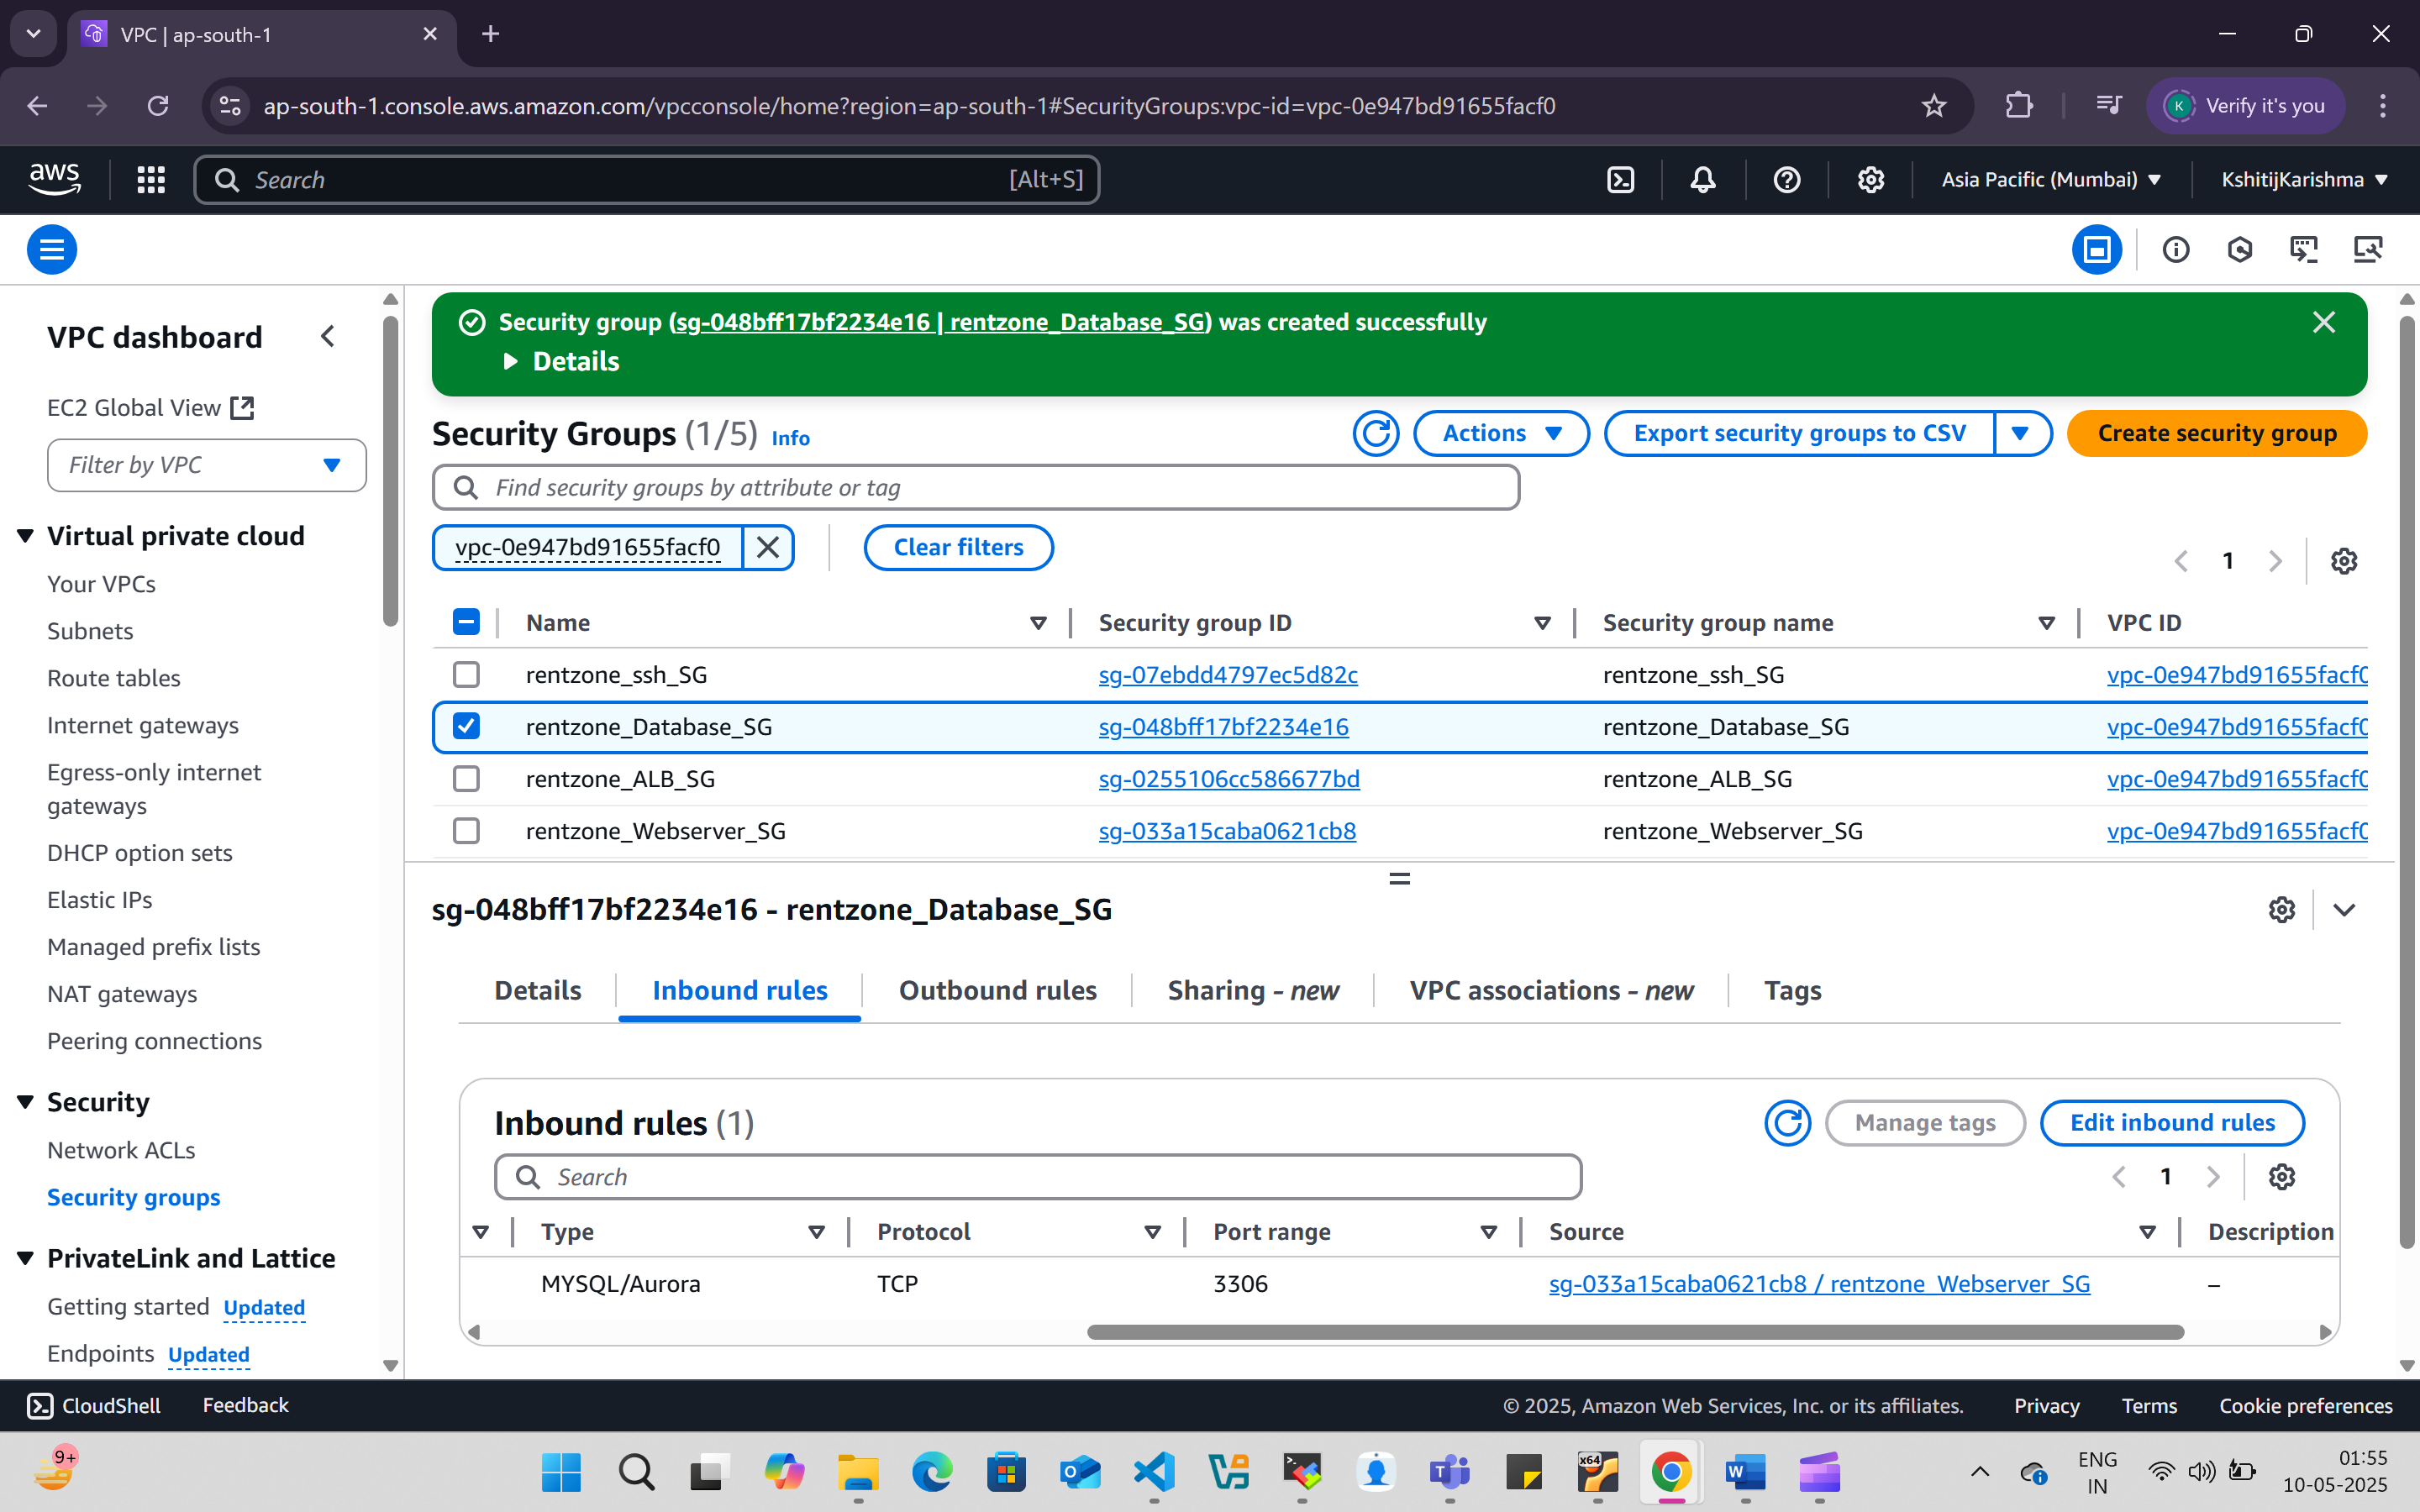 VPC | ap-south-1
ap-south-1.console.aws.amazon.com/vpcconsole/home?region=ap-south-1#SecurityGroups:vpc-id=vpc-0e947bd91655facf0
K Verify it's you
aws
Search [Alt+S]
Asia Pacific (Mumbai)
KshitijKarishma
VPC dashboard
EC2 Global View
Filter by VPC
Virtual private cloud
Your VPCs
Subnets
Route tables
Internet gateways
Egress-only internet
gateways
DHCP option sets
Elastic IPs
Managed prefix lists
NAT gateways
Peering connections
Security
Network ACLs
Security groups
PrivateLink and Lattice
Getting started Updated
Endpoints Updated
Security group (sg-048bff17bf2234e16 | rentzone_Database_SG) was created successfully
Details
Security Groups (1/5) Info
Actions
Export security groups to CSV
Create security group
Find security groups by attribute or tag
vpc-0e947bd91655facf0
Clear filters
1
Name Security group ID Security group name VPC ID
rentzone_ssh_SG sg-07ebdd4797ec5d82c rentzone_ssh_SG vpc-0e947bd91655facf0
rentzone_Database_SG sg-048bff17bf2234e16 rentzone_Database_SG vpc-0e947bd91655facf0
rentzone_ALB_SG sg-0255106cc586677bd rentzone_ALB_SG vpc-0e947bd91655facf0
rentzone_Webserver_SG sg-033a15caba0621cb8 rentzone_Webserver_SG vpc-0e947bd91655facf0
sg-048bff17bf2234e16 - rentzone_Database_SG
Details Inbound rules Outbound rules Sharing - new VPC associations - new Tags
Inbound rules (1)
Manage tags
Edit inbound rules
Search
1
Type Protocol Port range Source Description
MYSQL/Aurora TCP 3306 sg-033a15caba0621cb8 / rentzone_Webserver_SG –
CloudShell Feedback
© 2025, Amazon Web Services, Inc. or its affiliates. Privacy Terms Cookie preferences
9+
x64
ENG
IN
01:55
10-05-2025